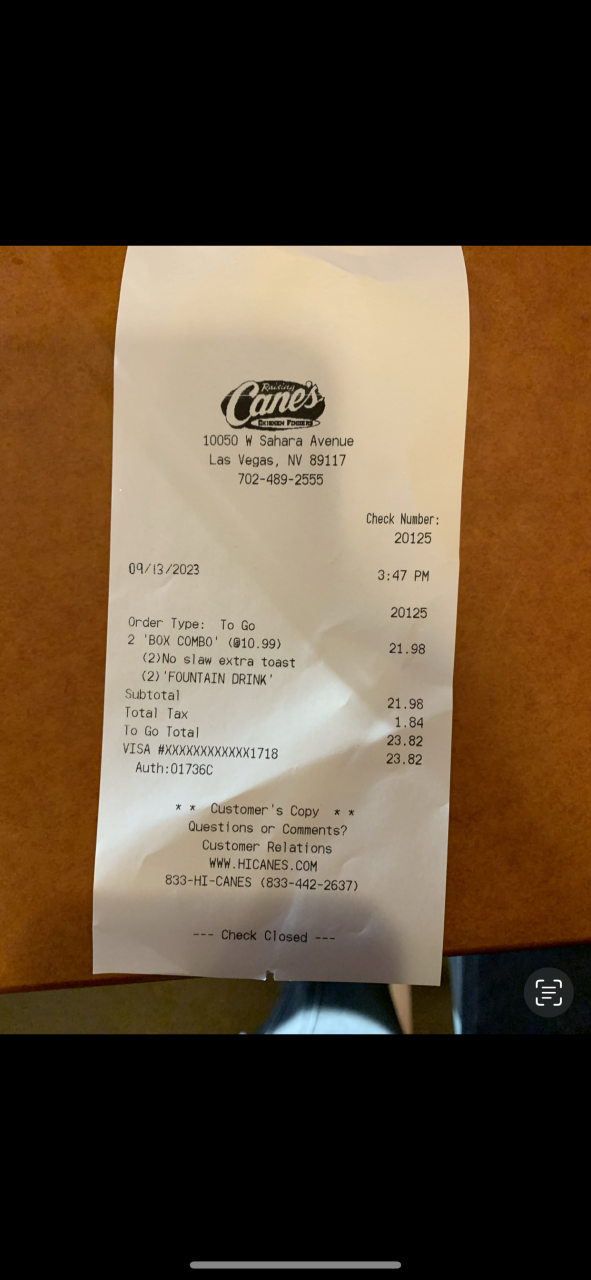 Raising
Cane's
CHICKEN FINGERS
10050 W Sahara Avenue
Las Vegas, NV 89117
702-489-2555
Check Number:
20125
09/13/2023 3:47 PM
20125
Order Type: To Go
2 'BOX COMBO' (@10.99) 21.98
(2)No slaw extra toast
(2)'FOUNTAIN DRINK'
Subtotal 21.98
Total Tax 1.84
To Go Total 23.82
VISA #XXXXXXXXXXXX1718 23.82
Auth:01736C
* * Customer's Copy * *
Questions or Comments?
Customer Relations
WWW.HICANES.COM
833-HI-CANES (833-442-2637)
--- Check Closed ---